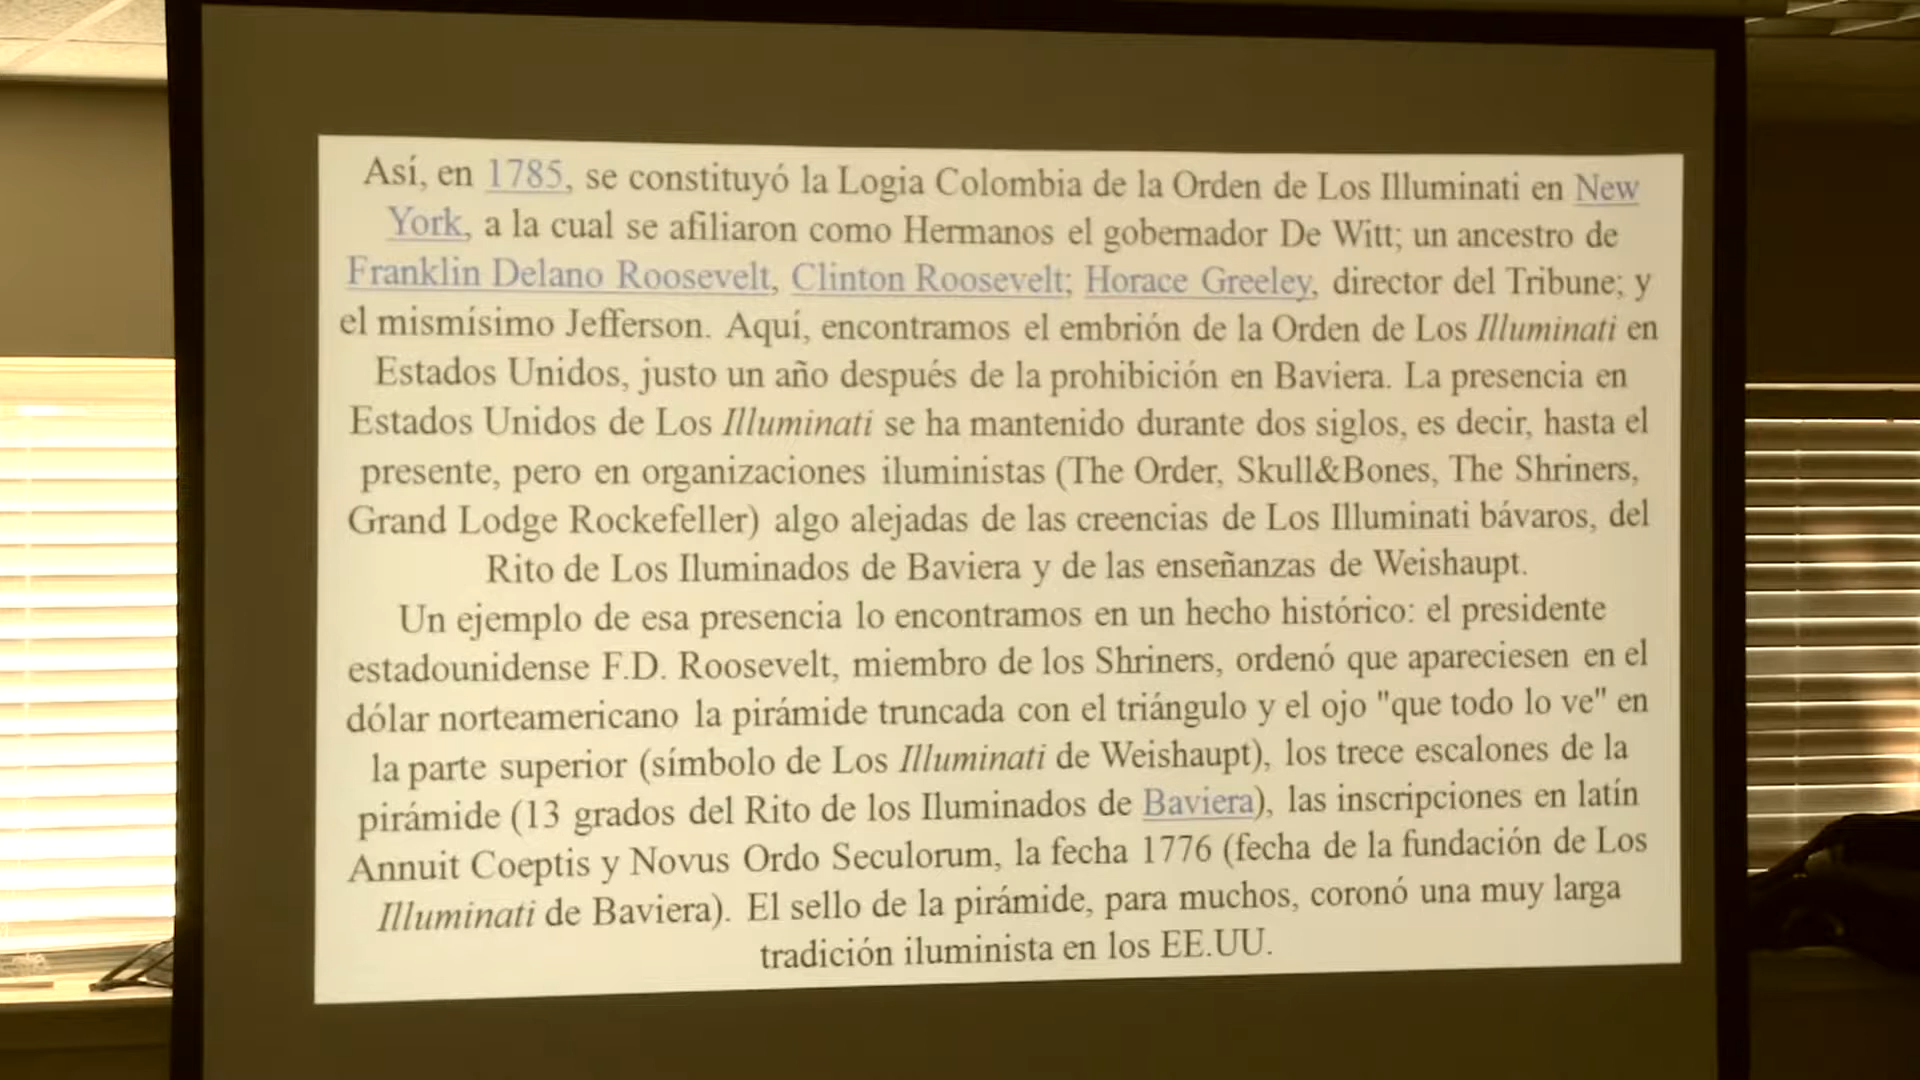 Así, en 1785, se constituyó la Logia Colombia de la Orden de Los Illuminati en New
York, a la cual se afiliaron como Hermanos el gobernador De Witt; un ancestro de
Franklin Delano Roosevelt, Clinton Roosevelt; Horace Greeley, director del Tribune; y
el mismísimo Jefferson. Aquí, encontramos el embrión de la Orden de Los Illuminati en
Estados Unidos, justo un año después de la prohibición en Baviera. La presencia en
Estados Unidos de Los Illuminati se ha mantenido durante dos siglos, es decir, hasta el
presente, pero en organizaciones iluministas (The Order, Skull&Bones, The Shriners,
Grand Lodge Rockefeller) algo alejadas de las creencias de Los Illuminati bávaros, del
Rito de Los Iluminados de Baviera y de las enseñanzas de Weishaupt.
Un ejemplo de esa presencia lo encontramos en un hecho histórico: el presidente
estadounidense F.D. Roosevelt, miembro de los Shriners, ordenó que apareciesen en el
dólar norteamericano la pirámide truncada con el triángulo y el ojo "que todo lo ve" en
la parte superior (símbolo de Los Illuminati de Weishaupt), los trece escalones de la
pirámide (13 grados del Rito de los Iluminados de Baviera), las inscripciones en latín
Annuit Coeptis y Novus Ordo Seculorum, la fecha 1776 (fecha de la fundación de Los
Illuminati de Baviera). El sello de la pirámide, para muchos, coronó una muy larga
tradición iluminista en los EE.UU.